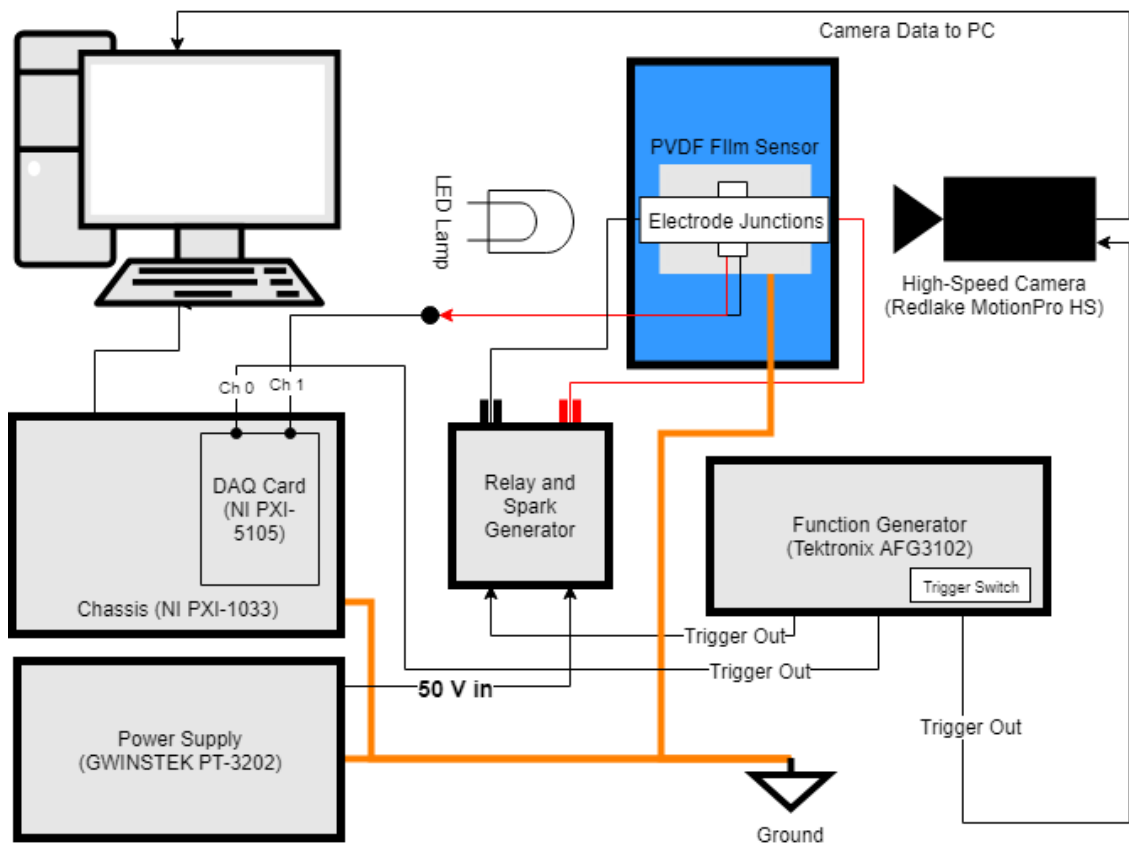 Camera Data to PC
PVDF FIlm Sensor
LED Lamp
Electrode Junctions
High-Speed Camera
(Redlake MotionPro HS)
Ch 0
Ch 1
DAQ Card
(NI PXI-
5105)
Chassis (NI PXI-1033)
Relay and
Spark
Generator
Function Generator
(Tektronix AFG3102)
Trigger Switch
Trigger Out
Trigger Out
50 V in
Trigger Out
Power Supply
(GWINSTEK PT-3202)
Ground